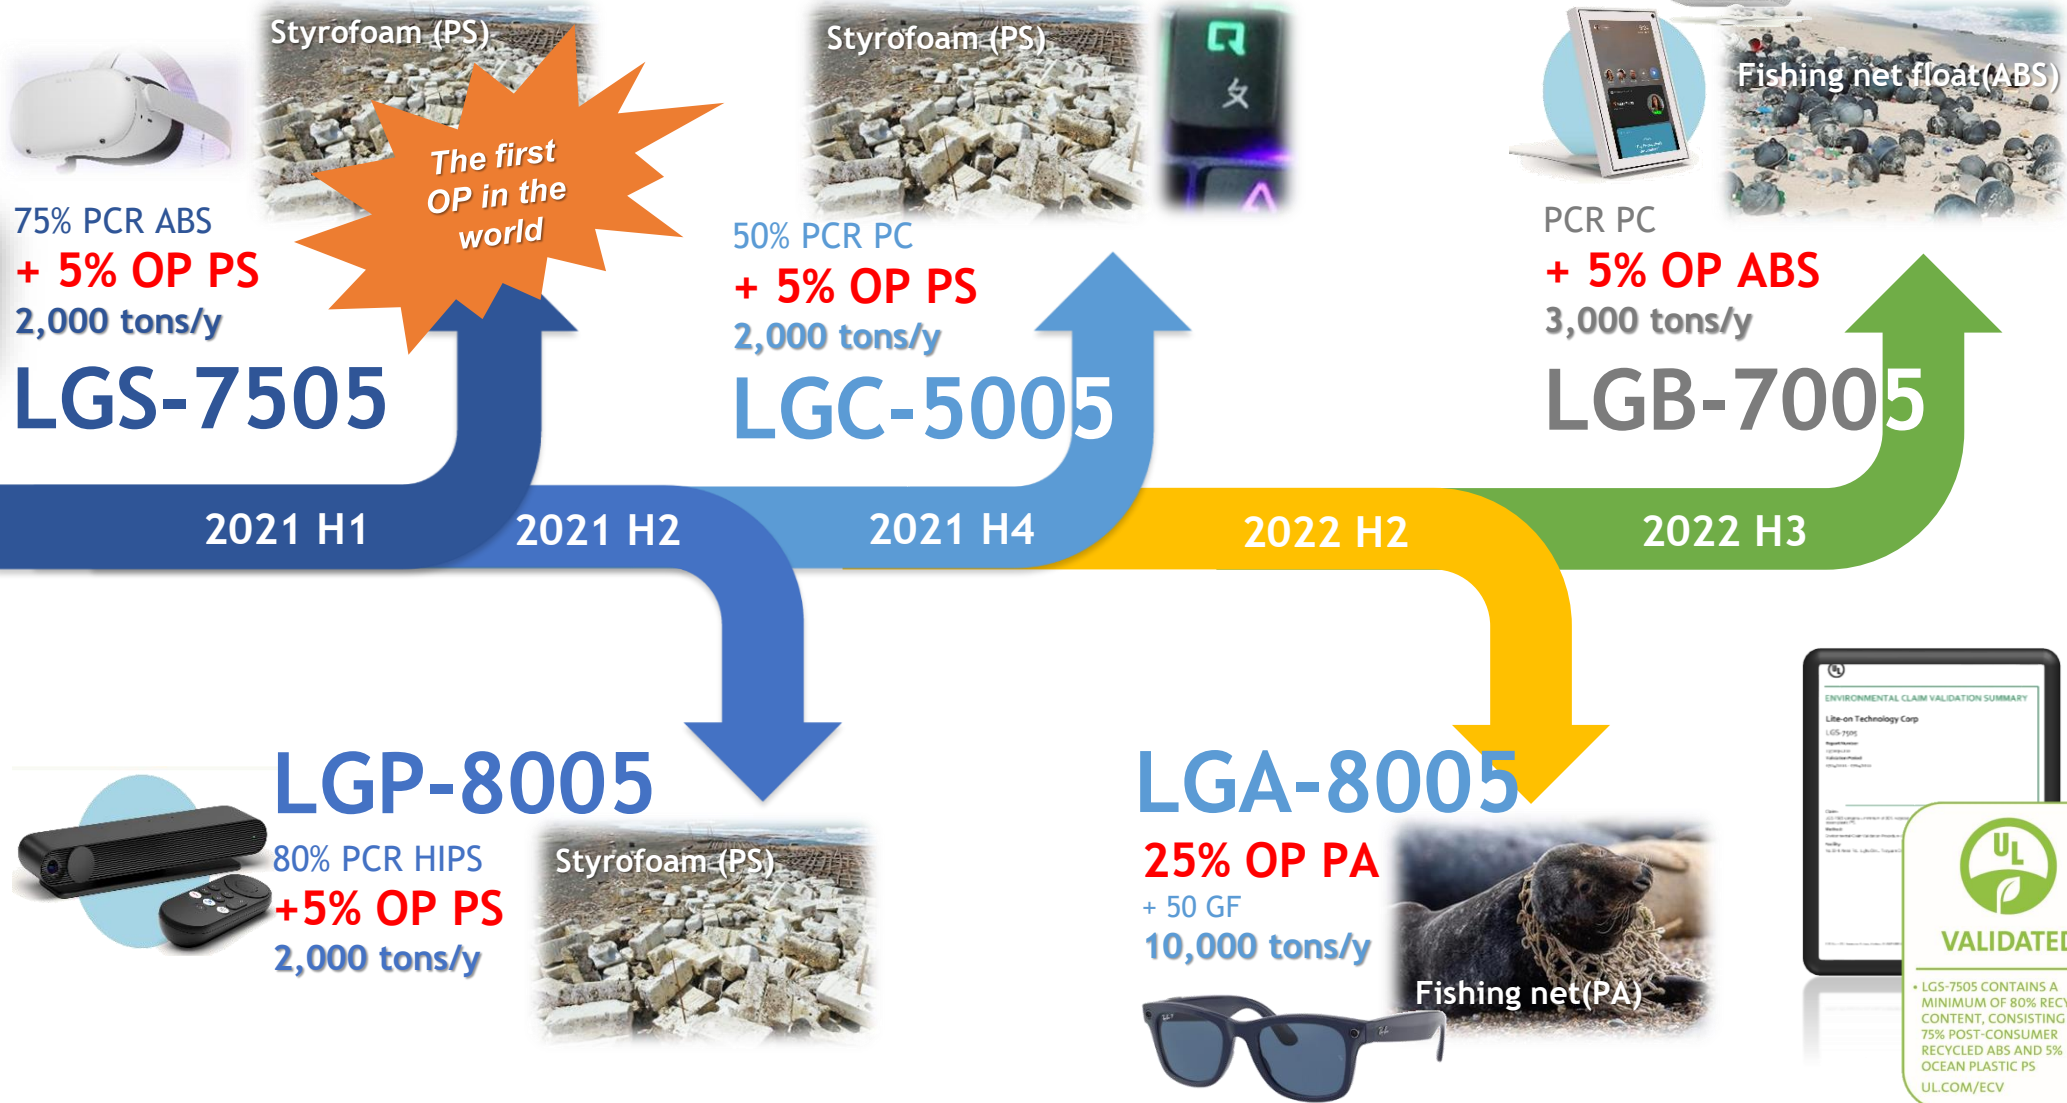 Styrofoam (PS)
The first
OP in the
world
75% PCR ABS
+ 5% OP PS
2,000 tons/y
LGS-7505
Styrofoam (PS)
50% PCR PC
+ 5% OP PS
2,000 tons/y
LGC-5005
Fishing net float(ABS)
PCR PC
+ 5% OP ABS
3,000 tons/y
LGB-7005
2021 H1
2021 H2
2021 H4
2022 H2
2022 H3
LGP-8005
80% PCR HIPS
+5% OP PS
2,000 tons/y
Styrofoam (PS)
LGA-8005
25% OP PA
+ 50 GF
10,000 tons/y
Fishing net(PA)
UL
ENVIRONMENTAL CLAIM VALIDATION SUMMARY
Lite-on Technology Corp
LGS-7505
UL
VALIDATED
• LGS-7505 CONTAINS A
MINIMUM OF 80% RECY
CONTENT, CONSISTING
75% POST-CONSUMER
RECYCLED ABS AND 5%
OCEAN PLASTIC PS
UL.COM/ECV